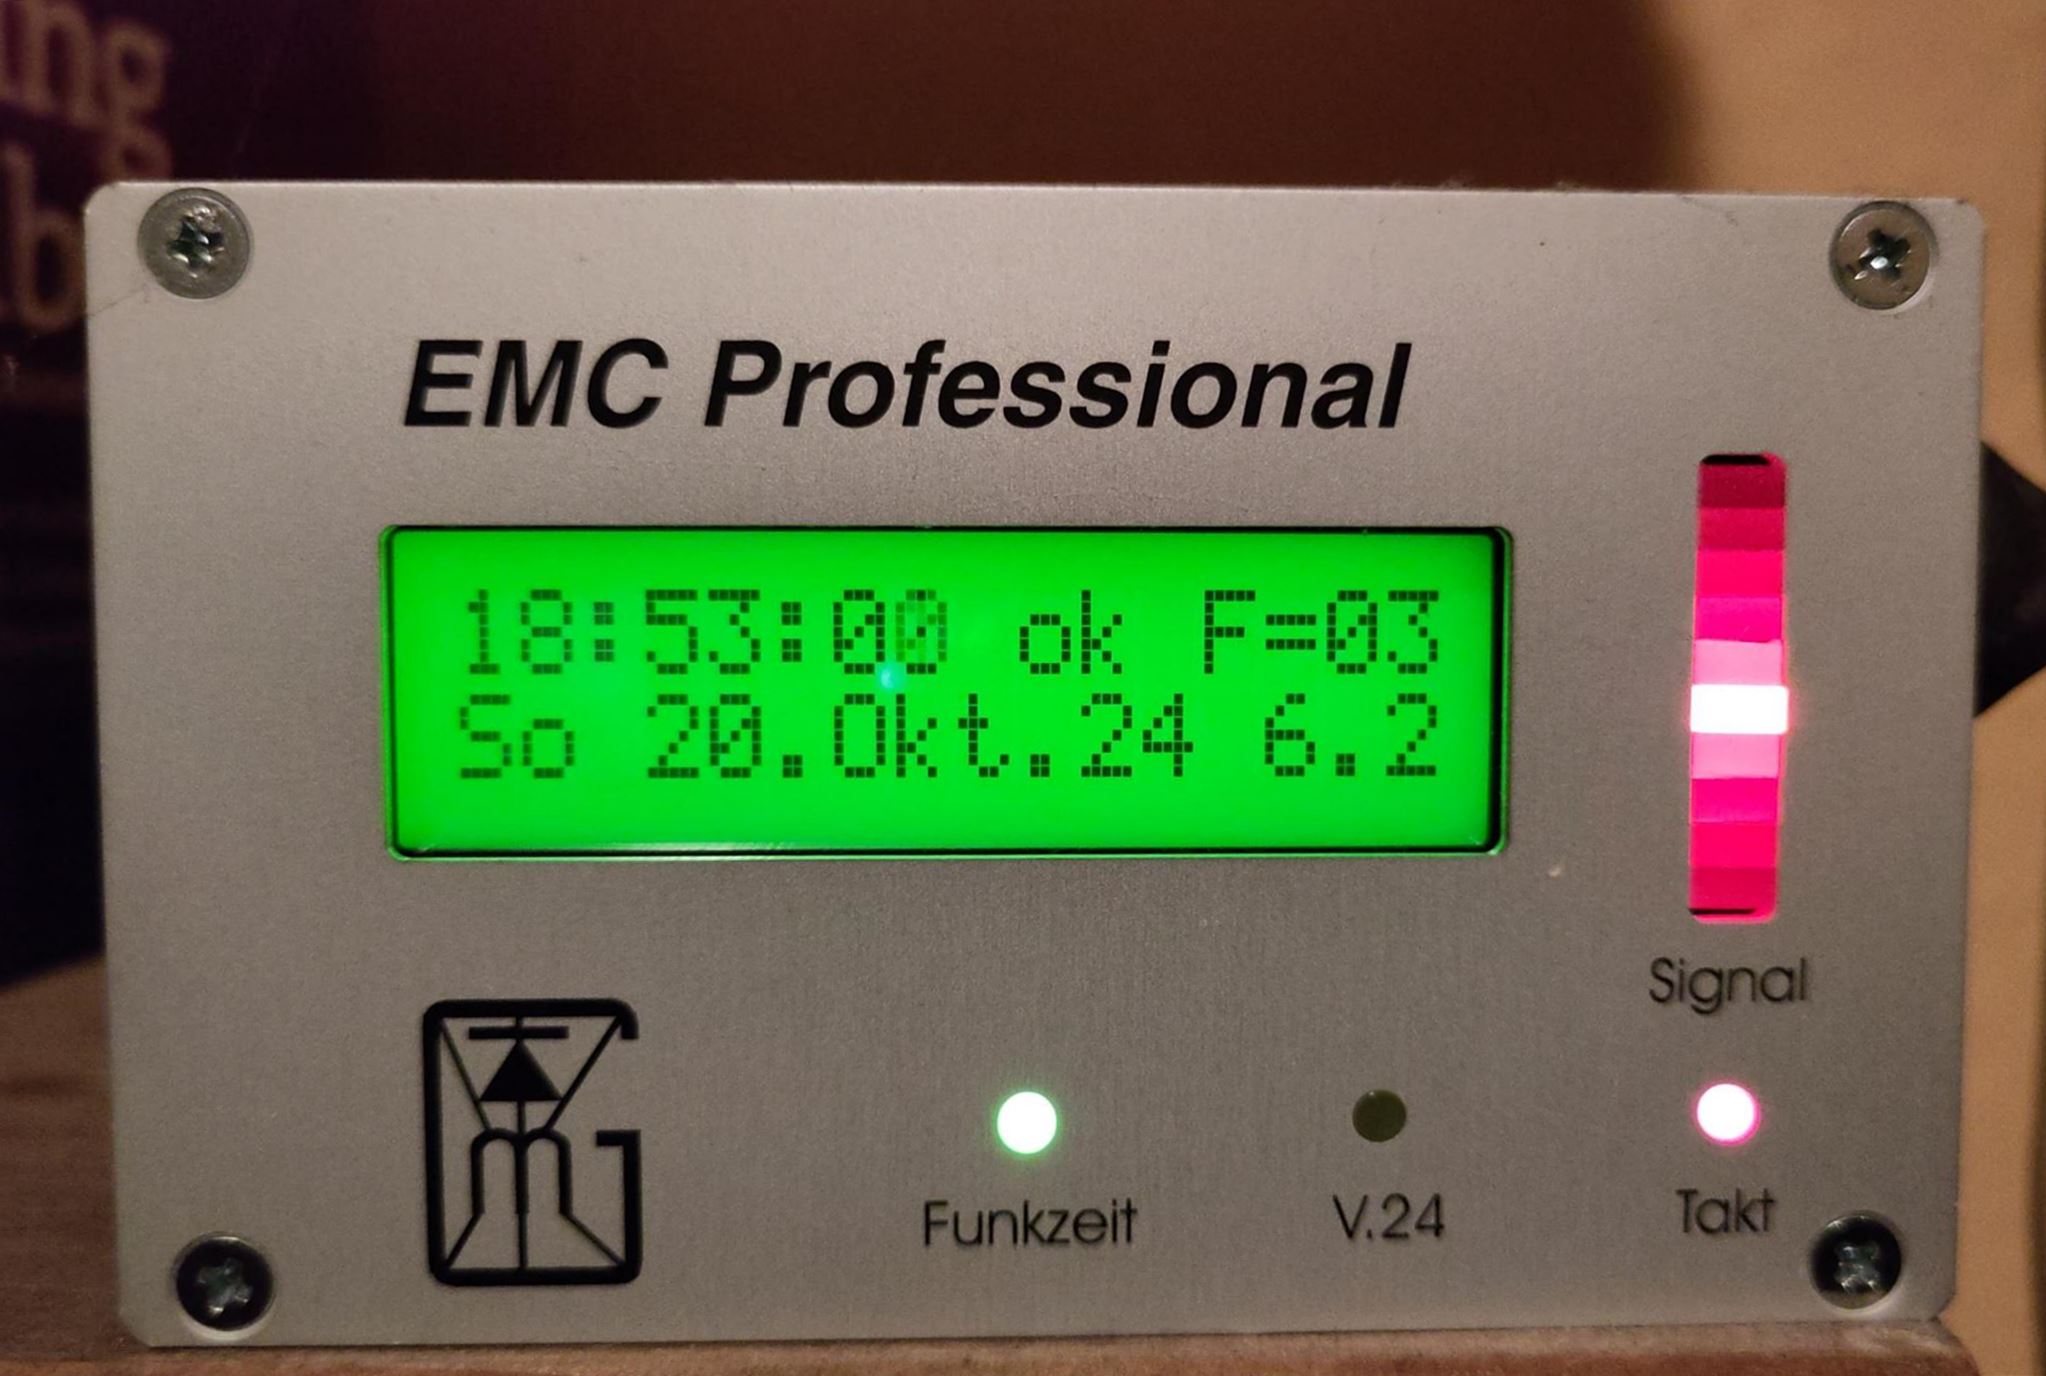 EMC Professional
18:53:00 ok F=03
So 20.Okt.24 6.2
Signal
Funkzeit
V.24
Takt